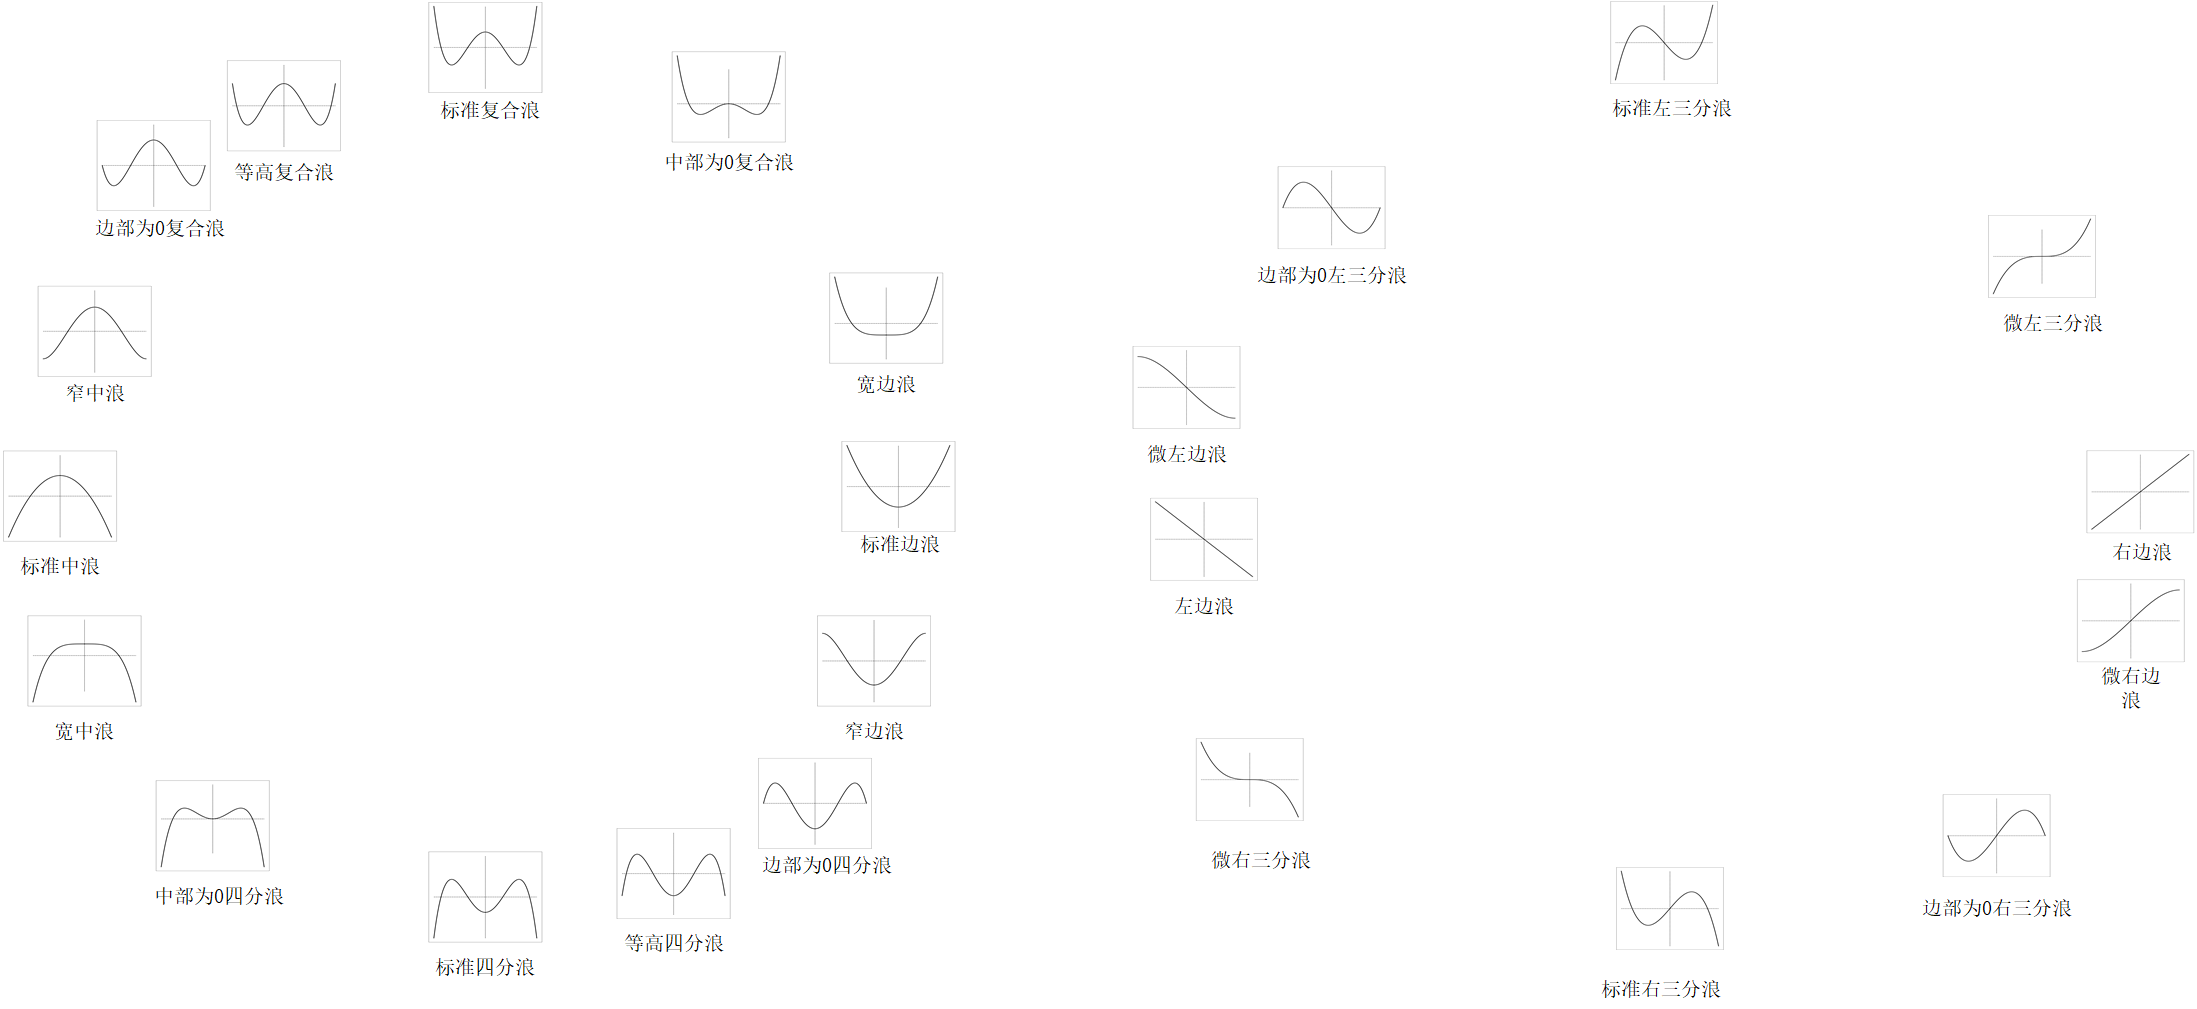 标准复合浪
标准左三分浪
中部为0复合浪
等高复合浪
边部为0复合浪
边部为0左三分浪
微左三分浪
窄中浪
宽边浪
微左边浪
标准边浪
右边浪
标准中浪
左边浪
微右边
浪
宽中浪
窄边浪
边部为0四分浪
微右三分浪
中部为0四分浪
边部为0右三分浪
等高四分浪
标准四分浪
标准右三分浪